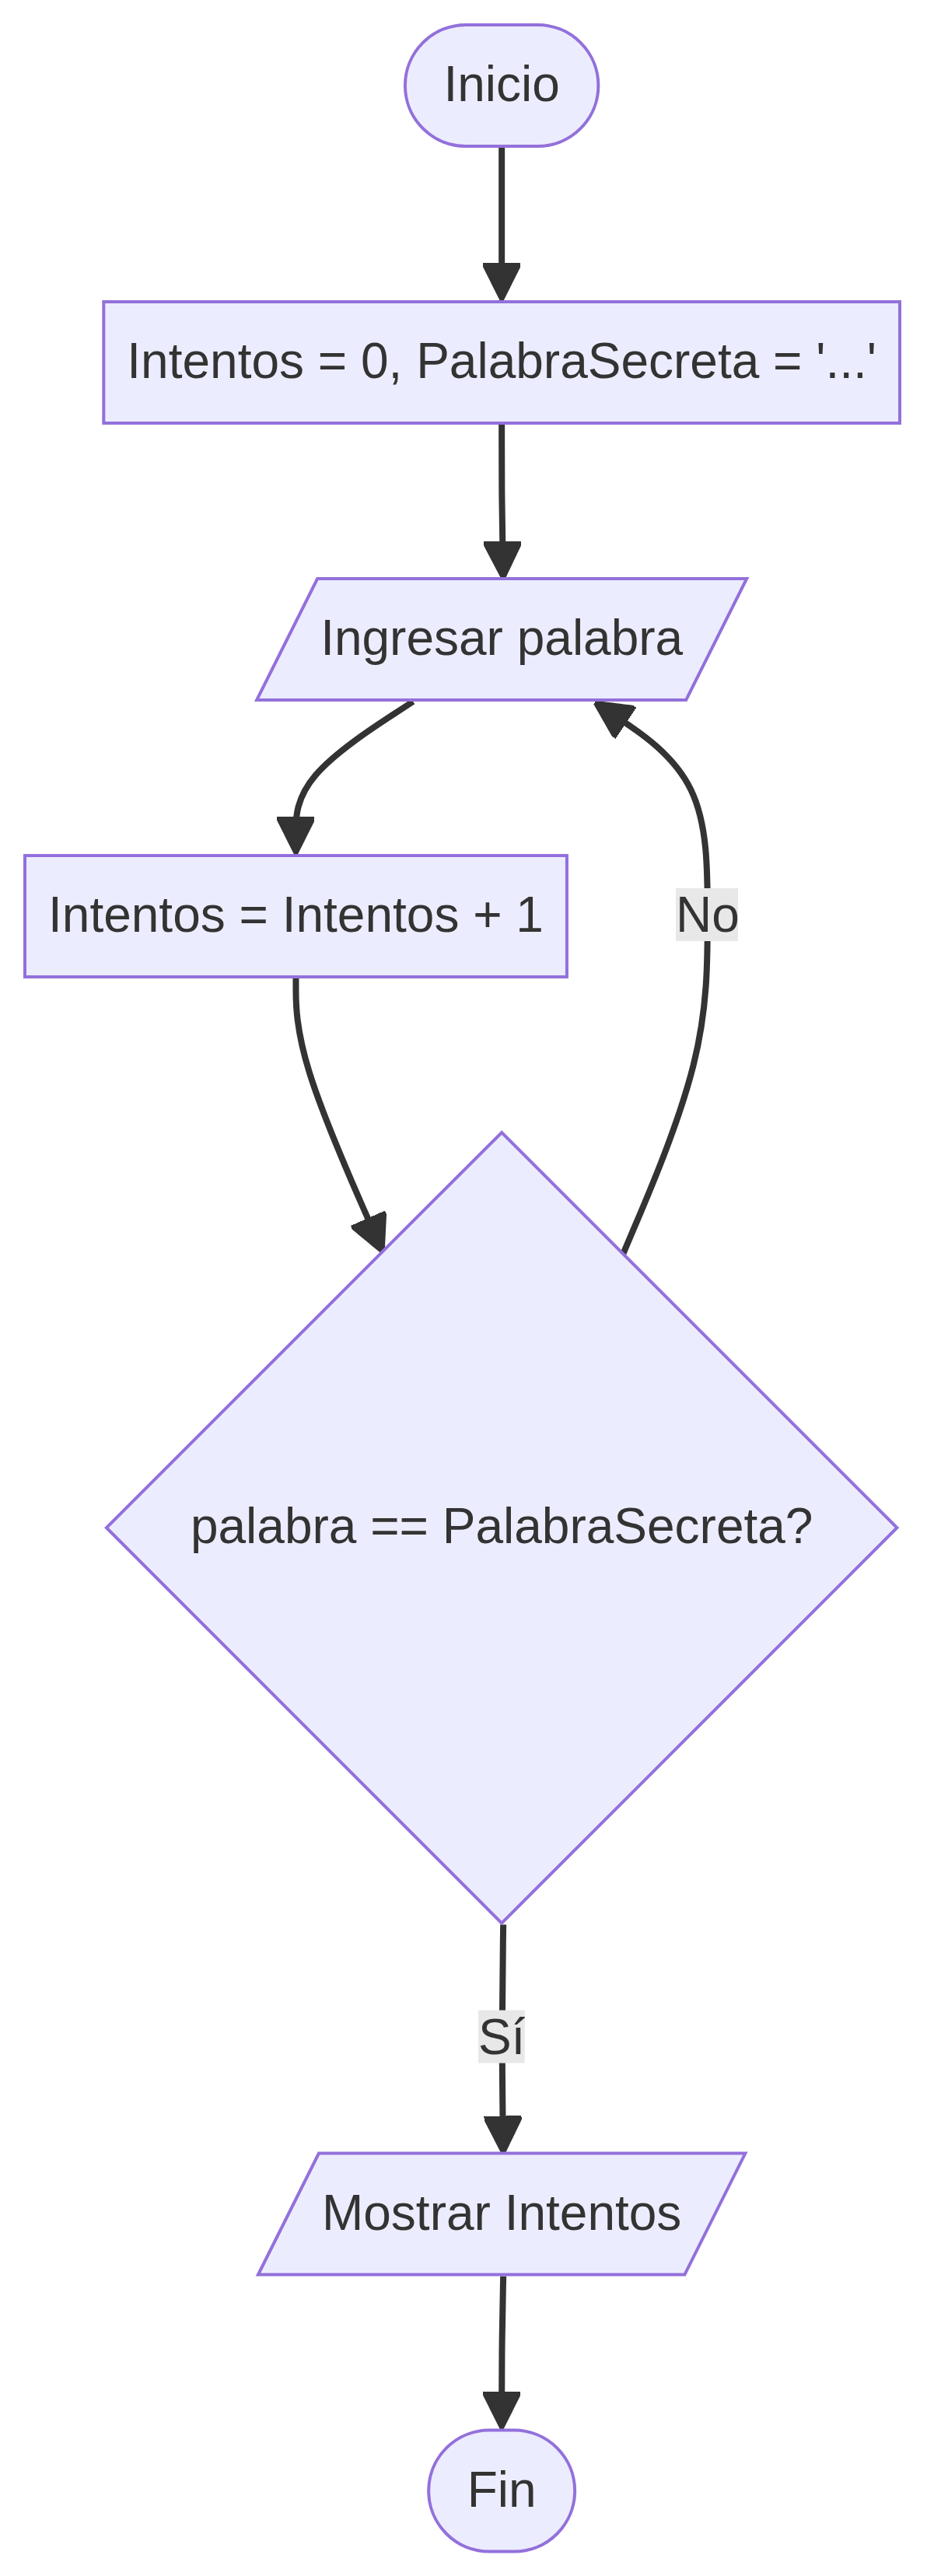 Inicio
Intentos = 0, PalabraSecreta = '...'
Ingresar palabra
Intentos = Intentos + 1
No
palabra == PalabraSecreta?
Sí
Mostrar Intentos
Fin